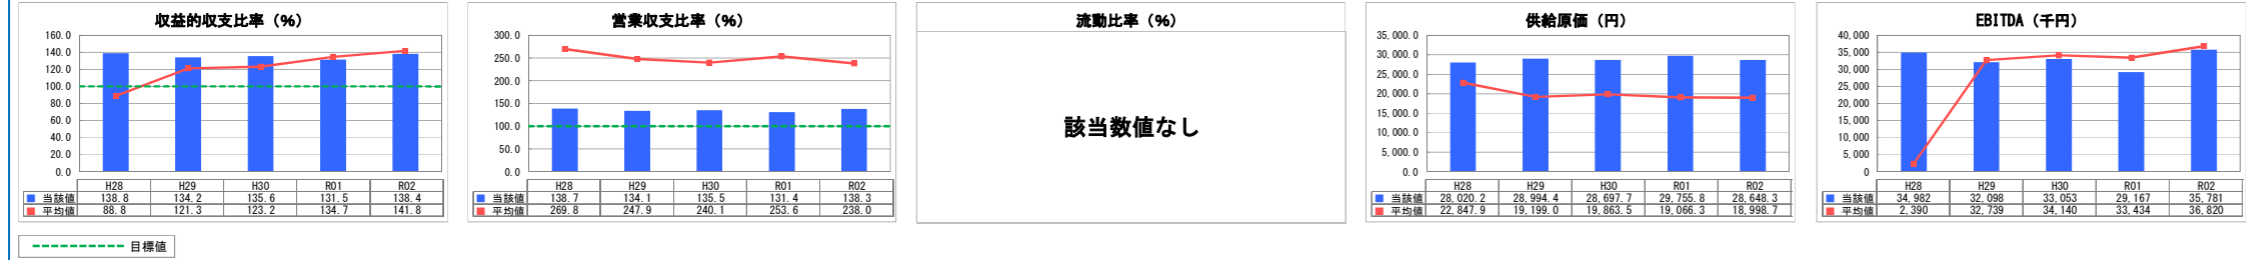 収益的収支比率（％）
160.0
140.0
120.0
100.0
80.0
60.0
40.0
20.0
0.0
H28 H29 H30 R01 R02
当該値 138.8 134.2 135.6 131.5 138.4
平均値 88.8 121.3 123.2 134.7 141.8
営業収支比率（％）
300.0
250.0
200.0
150.0
100.0
50.0
0.0
H28 H29 H30 R01 R02
当該値 138.7 134.1 135.5 131.4 138.3
平均値 269.8 247.9 240.1 253.6 238.0
流動比率（％）
該当数値なし
供給原価（円）
35,000.0
30,000.0
25,000.0
20,000.0
15,000.0
10,000.0
5,000.0
0.0
H28 H29 H30 R01 R02
当該値 28,020.2 28,994.4 28,697.7 29,755.8 28,648.3
平均値 22,847.9 19,199.0 19,863.5 19,066.3 18,998.7
EBITDA（千円）
40,000
35,000
30,000
25,000
20,000
15,000
10,000
5,000
0
H28 H29 H30 R01 R02
当該値 34,982 32,098 33,053 29,167 35,781
平均値 2,390 32,739 34,140 33,434 36,820
目標値